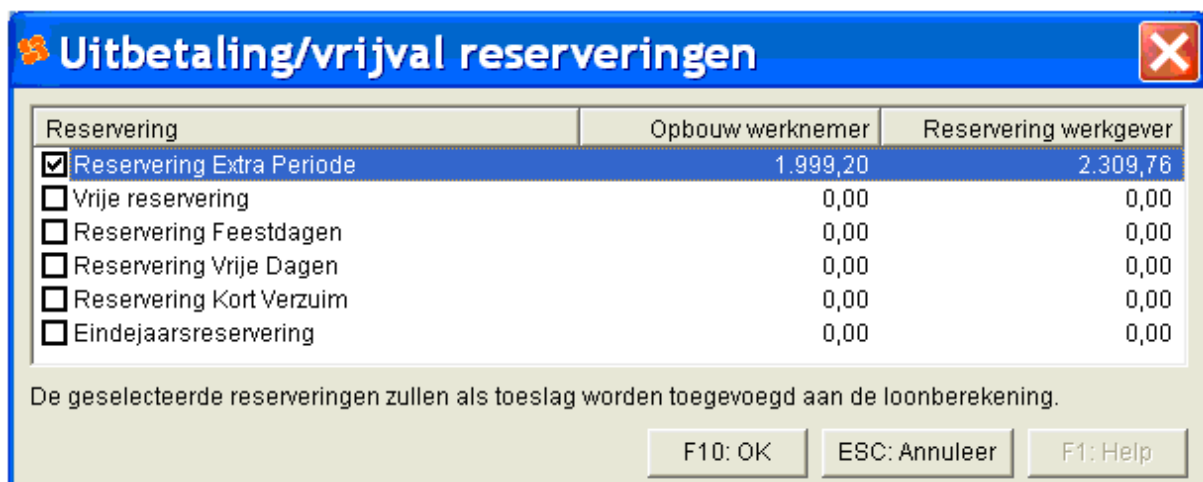 Uitbetaling/vrijval reserveringen
Reservering Opbouw werknemer Reservering werkgever
Reservering Extra Periode 1.999,20 2.309,76
Vrije reservering 0,00 0,00
Reservering Feestdagen 0,00 0,00
Reservering Vrije Dagen 0,00 0,00
Reservering Kort Verzuim 0,00 0,00
Eindejaarsreservering 0,00 0,00
De geselecteerde reserveringen zullen als toeslag worden toegevoegd aan de loonberekening.
F10: OK ESC: Annuleer F1: Help